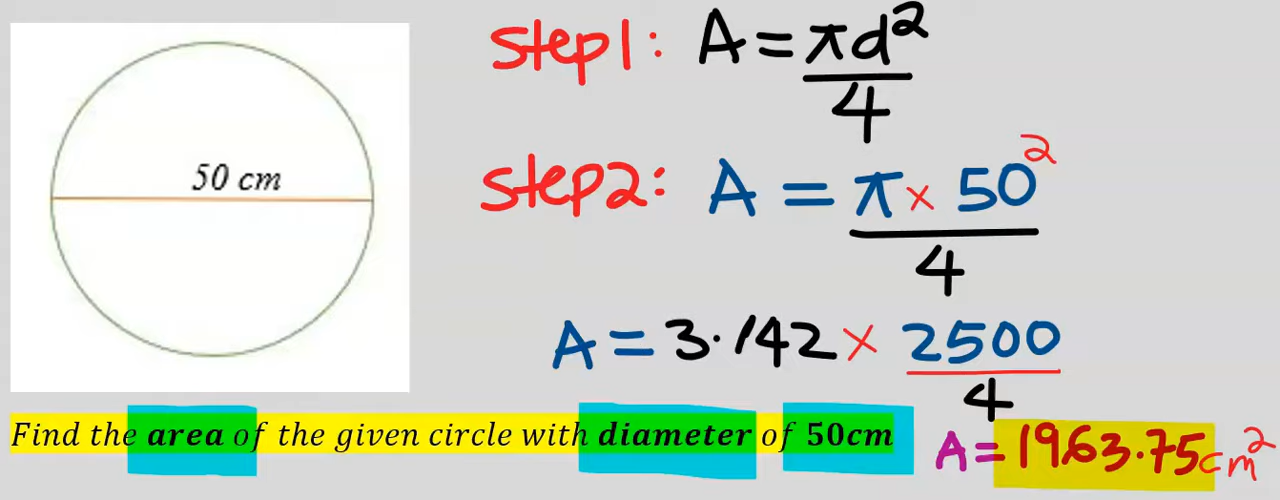 50 cm
Step1: A = πd²/4
Step2: A = π × 50²/4
A = 3.142 × 2500/4
A = 1963.75cm²
Find the area of the given circle with diameter of 50cm